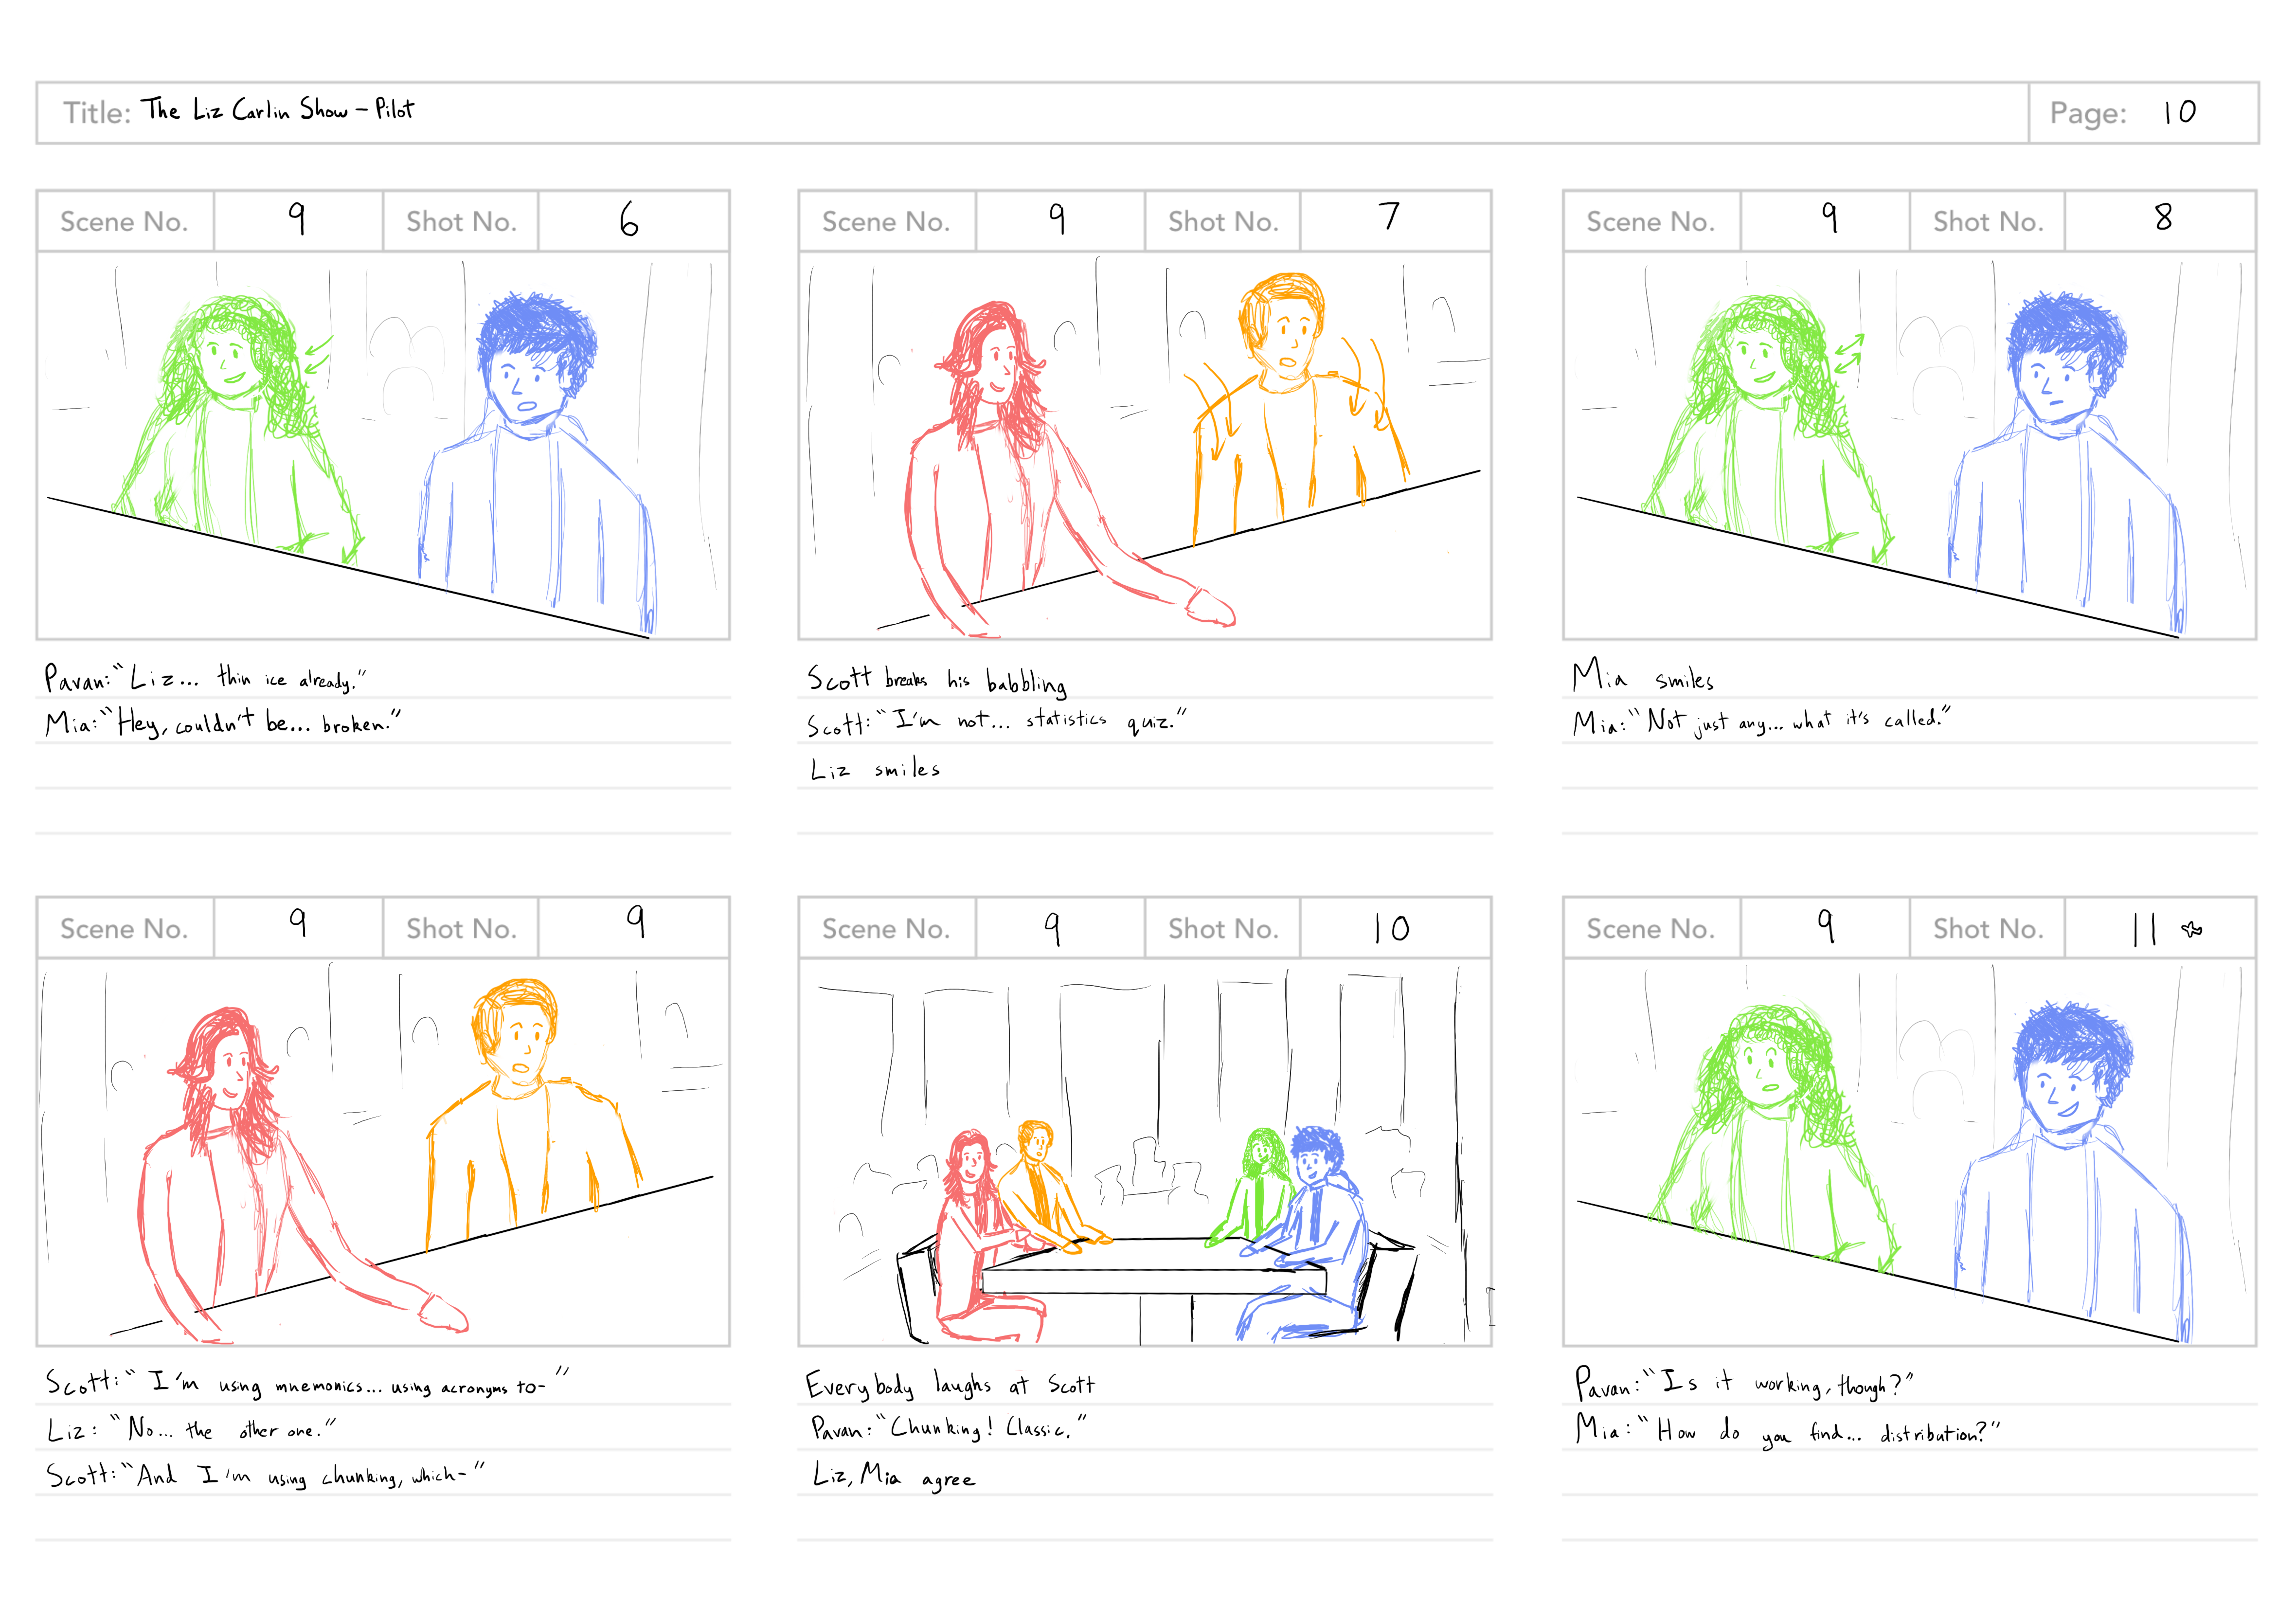 Title: The Liz Carlin Show – Pilot
Page: 10
Scene No. 9 Shot No. 6
Pavan: "Liz... thin ice already."
Mia: "Hey, couldn't be... broken."
Scene No. 9 Shot No. 7
Scott breaks his babbling
Scott: "I'm not... statistics quiz."
Liz smiles
Scene No. 9 Shot No. 8
Mia smiles
Mia: "Not just any... what it's called."
Scene No. 9 Shot No. 9
Scott: "I'm using mnemonics... using acronyms to-"
Liz: "No... the other one."
Scott: "And I'm using chunking, which-"
Scene No. 9 Shot No. 10
Everybody laughs at Scott
Pavan: "Chunking! Classic."
Liz, Mia agree
Scene No. 9 Shot No. 11 ☆
Pavan: "Is it working, though?"
Mia: "How do you find... distribution?"